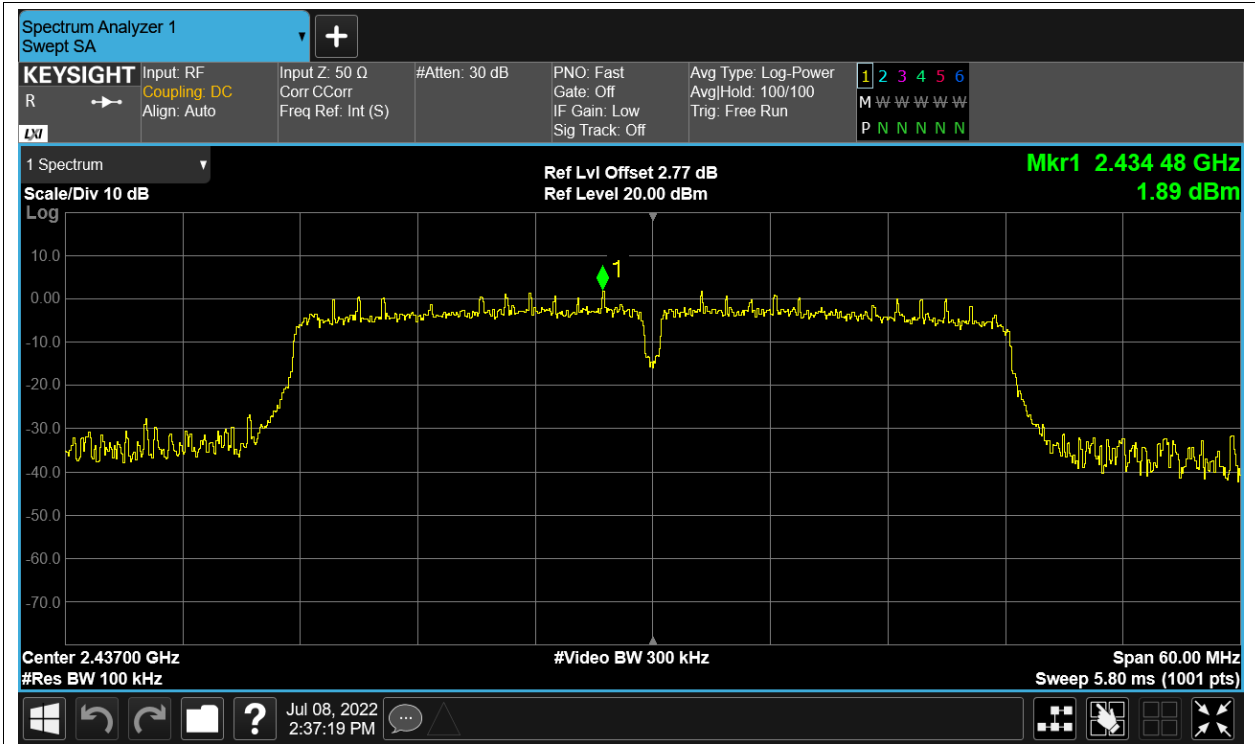 Spectrum Analyzer 1
Swept SA
KEYSIGHT
R
LXI
Input: RF
Coupling: DC
Align: Auto
Input Z: 50 Ω
Corr CCorr
Freq Ref: Int (S)
#Atten: 30 dB
PNO: Fast
Gate: Off
IF Gain: Low
Sig Track: Off
Avg Type: Log-Power
Avg|Hold: 100/100
Trig: Free Run
1 2 3 4 5 6
M W W W W W
P N N N N N
1 Spectrum
Scale/Div 10 dB
Log
Ref Lvl Offset 2.77 dB
Ref Level 20.00 dBm
Mkr1 2.434 48 GHz
1.89 dBm
10.0
0.00
-10.0
-20.0
-30.0
-40.0
-50.0
-60.0
-70.0
1
Center 2.43700 GHz
#Res BW 100 kHz
#Video BW 300 kHz
Span 60.00 MHz
Sweep 5.80 ms (1001 pts)
?
Jul 08, 2022
2:37:19 PM